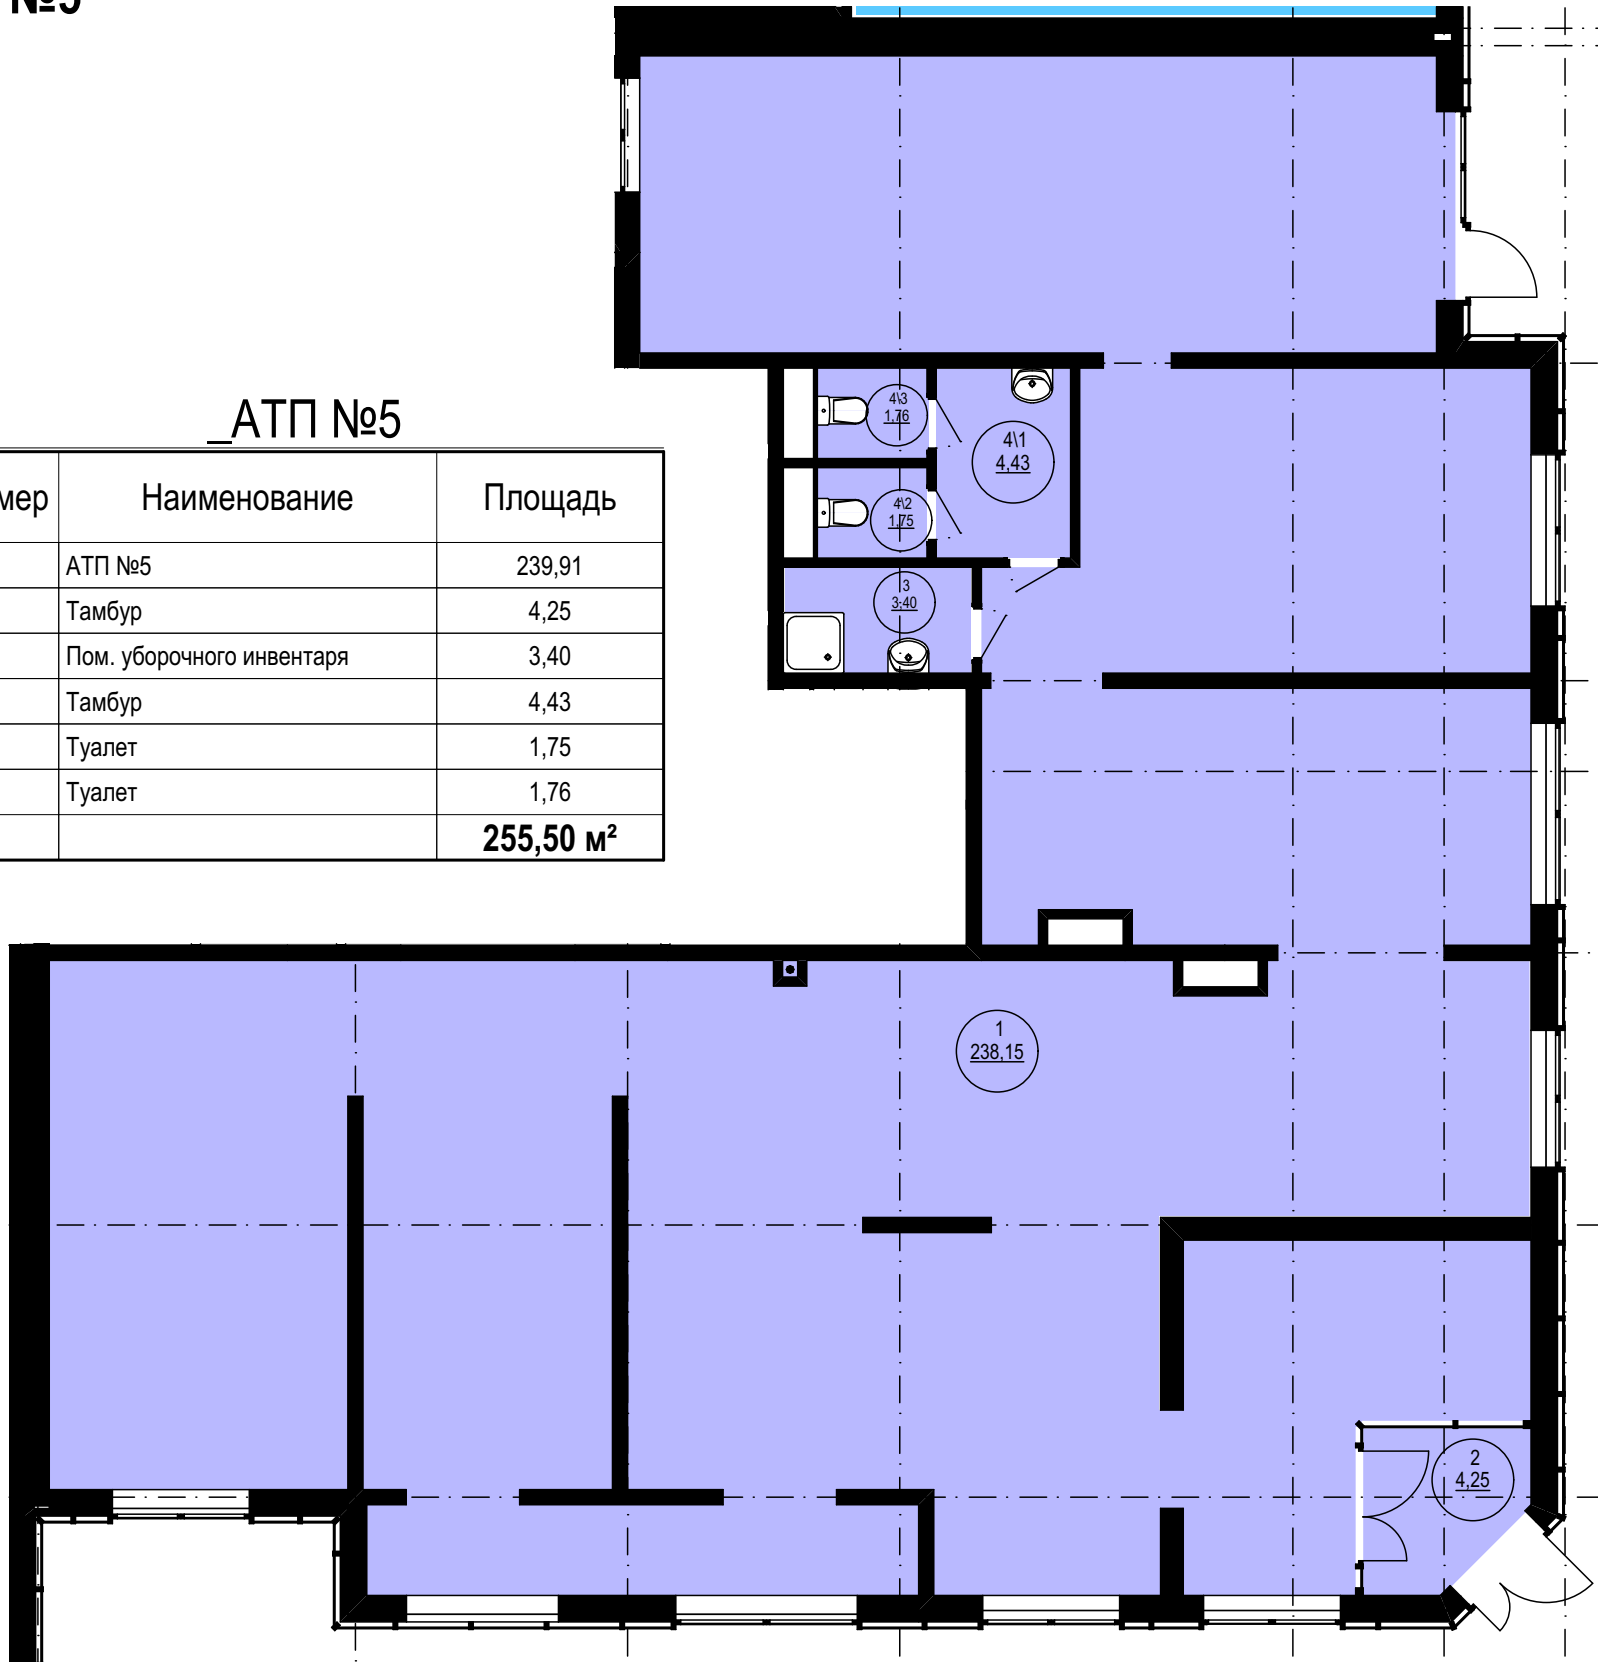 №5
_АТП №5
мер Наименование Площадь
АТП №5 239,91
Тамбур 4,25
Пом. уборочного инвентаря 3,40
Тамбур 4,43
Туалет 1,75
Туалет 1,76
255,50 м²
4\3
1,76
4\1
4,43
4\2
1,75
3
3,40
1
238,15
2
4,25